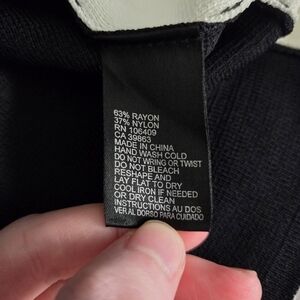 63% RAYON
37% NYLON
RN 106409
CA 39863
MADE IN CHINA
HAND WASH COLD
DO NOT WRING OR TWIST
DO NOT BLEACH
RESHAPE AND
LAY FLAT TO DRY
COOL IRON IF NEEDED
OR DRY CLEAN
INSTRUCTIONS AU DOS
VER AL DORSO PARA CUIDADO